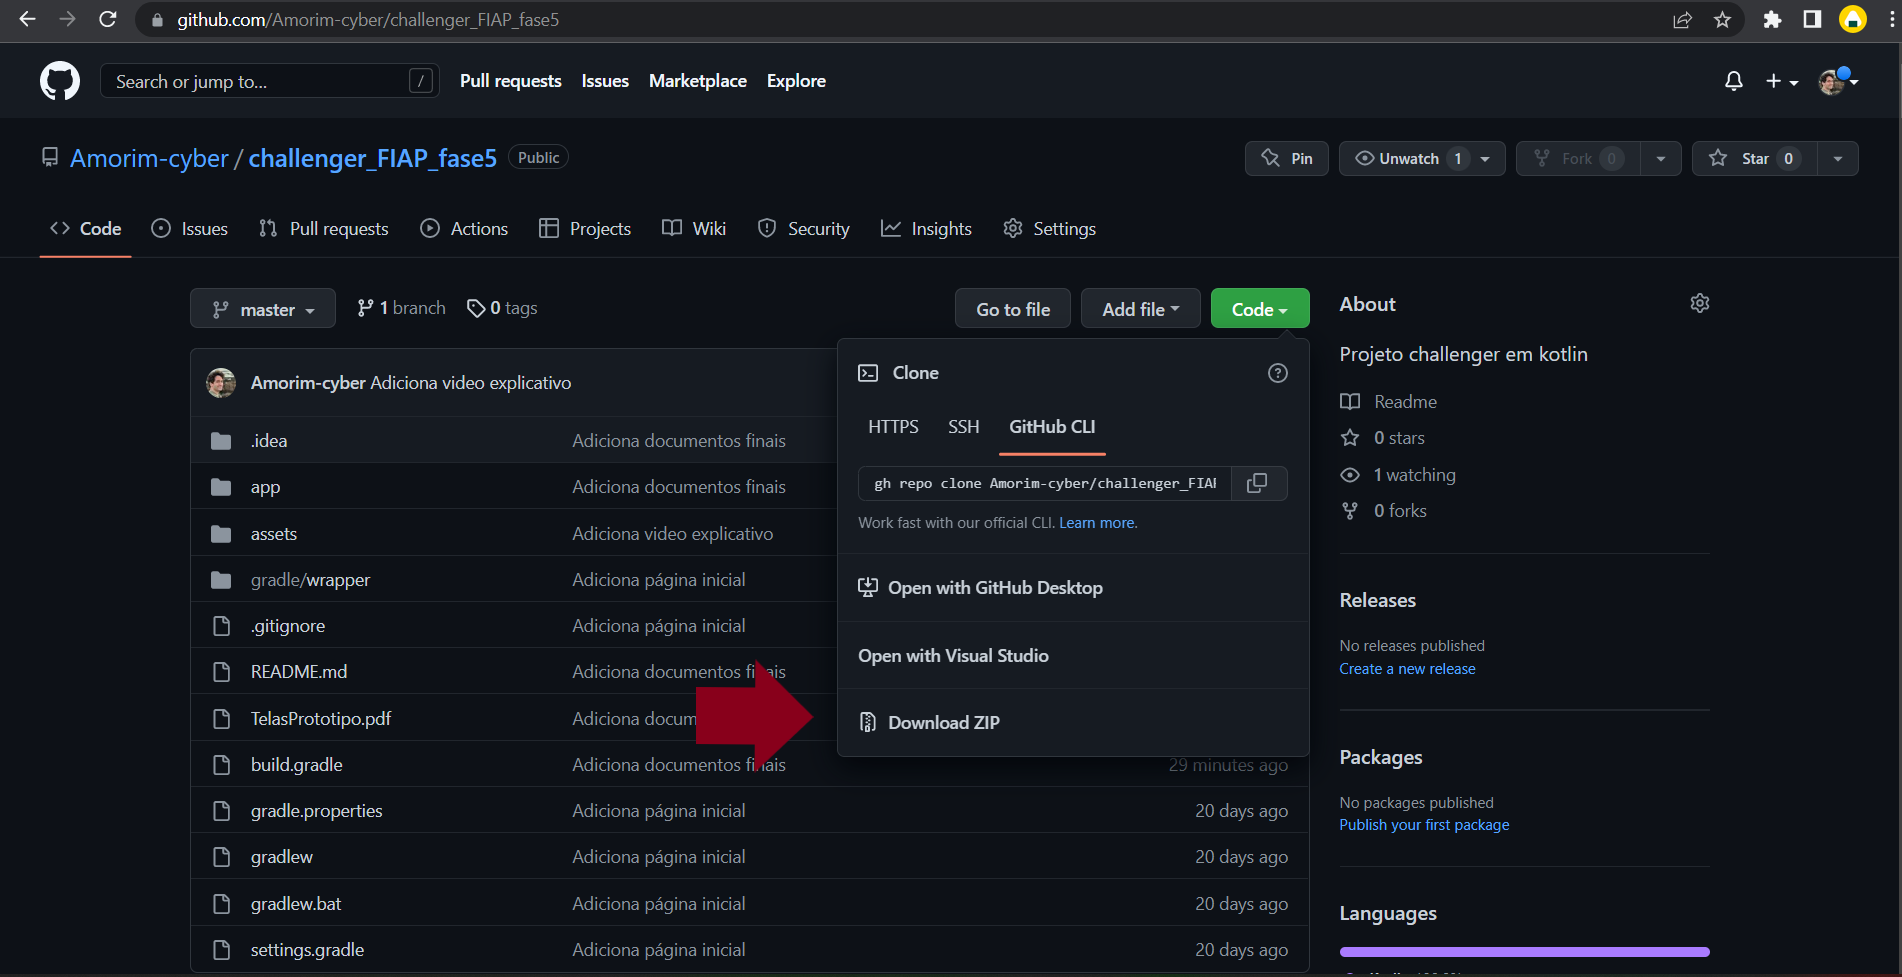 github.com/Amorim-cyber/challenger_FIAP_fase5
Search or jump to... /
Pull requests Issues Marketplace Explore
Amorim-cyber / challenger_FIAP_fase5 Public
Pin Unwatch 1 Fork 0 Star 0
Code Issues Pull requests Actions Projects Wiki Security Insights Settings
master 1 branch 0 tags
Go to file Add file Code
Amorim-cyber Adiciona video explicativo
.idea Adiciona documentos finais
app Adiciona documentos finais
assets Adiciona video explicativo
gradle/wrapper Adiciona página inicial
.gitignore Adiciona página inicial
README.md Adiciona documentos finais
TelasPrototipo.pdf Adiciona docum
build.gradle Adiciona documentos finais 29 minutes ago
gradle.properties Adiciona página inicial 20 days ago
gradlew Adiciona página inicial 20 days ago
gradlew.bat Adiciona página inicial 20 days ago
settings.gradle Adiciona página inicial 20 days ago
Clone
HTTPS SSH GitHub CLI
gh repo clone Amorim-cyber/challenger_FIAP
Work fast with our official CLI. Learn more.
Open with GitHub Desktop
Open with Visual Studio
Download ZIP
About
Projeto challenger em kotlin
Readme
0 stars
1 watching
0 forks
Releases
No releases published
Create a new release
Packages
No packages published
Publish your first package
Languages